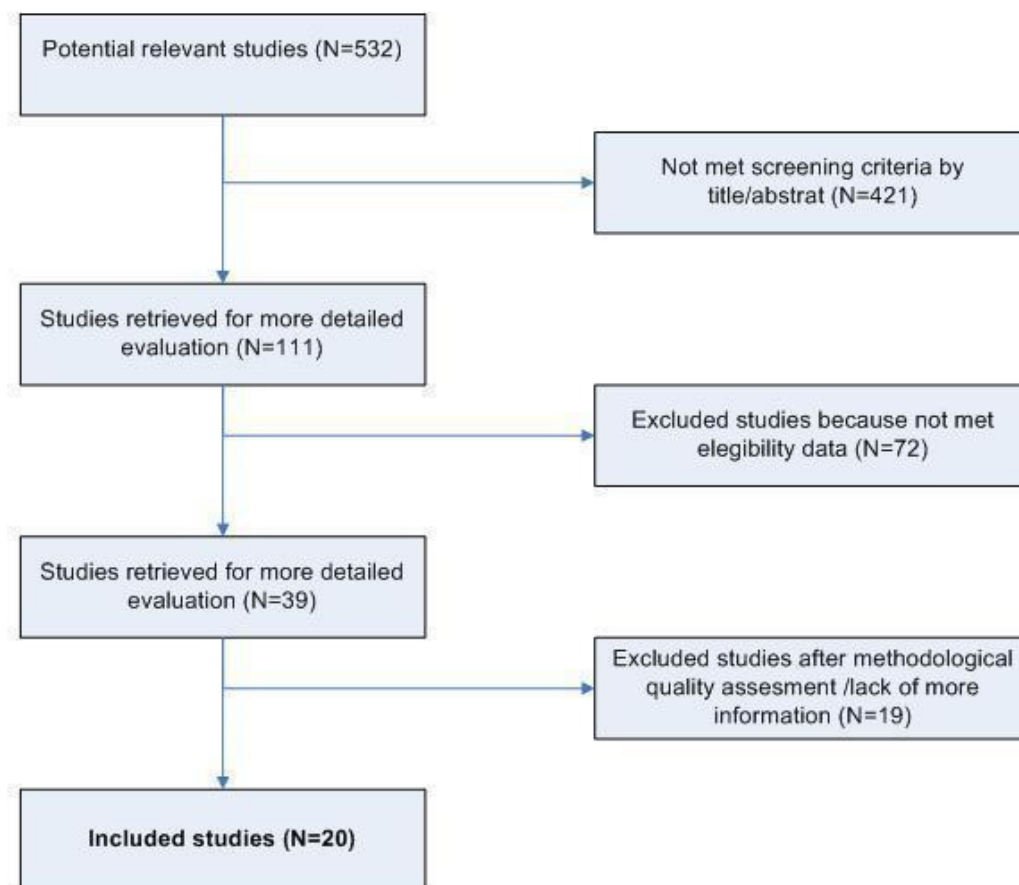 Potential relevant studies (N=532)
Not met screening criteria by
title/abstrat (N=421)
Studies retrieved for more detailed
evaluation (N=111)
Excluded studies because not met
elegibility data (N=72)
Studies retrieved for more detailed
evaluation (N=39)
Excluded studies after methodological
quality assesment /lack of more
information (N=19)
Included studies (N=20)